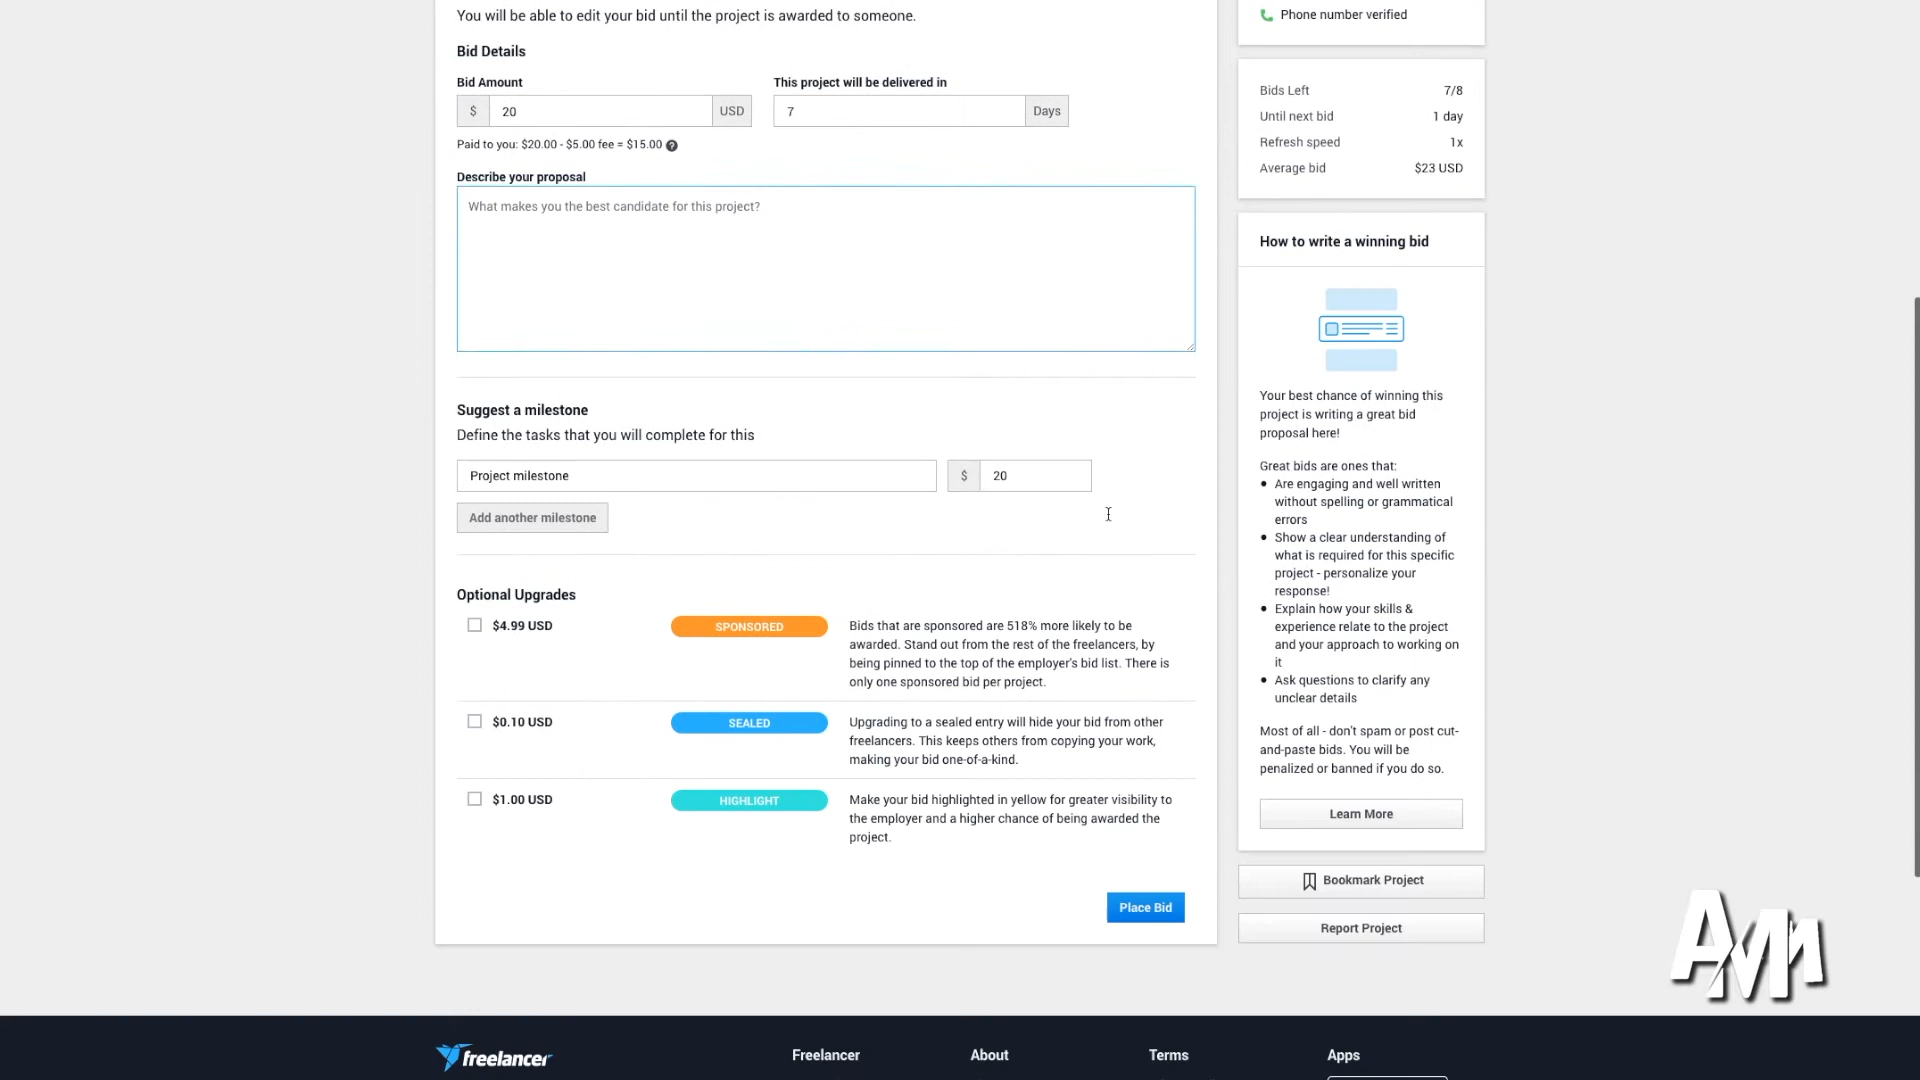 You will be able to edit your bid until the project is awarded to someone.
Bid Details
Bid Amount
This project will be delivered in
$ 20 USD
7 Days
Paid to you: $20.00 - $5.00 fee = $15.00 ?
Describe your proposal
What makes you the best candidate for this project?
Suggest a milestone
Define the tasks that you will complete for this
Project milestone
$ 20
Add another milestone
Optional Upgrades
$4.99 USD
SPONSORED
Bids that are sponsored are 518% more likely to be
awarded. Stand out from the rest of the freelancers, by
being pinned to the top of the employer's bid list. There is
only one sponsored bid per project.
$0.10 USD
SEALED
Upgrading to a sealed entry will hide your bid from other
freelancers. This keeps others from copying your work,
making your bid one-of-a-kind.
$1.00 USD
HIGHLIGHT
Make your bid highlighted in yellow for greater visibility to
the employer and a higher chance of being awarded the
project.
Place Bid
Phone number verified
Bids Left 7/8
Until next bid 1 day
Refresh speed 1x
Average bid $23 USD
How to write a winning bid
Your best chance of winning this
project is writing a great bid
proposal here!
Great bids are ones that:
Are engaging and well written
without spelling or grammatical
errors
Show a clear understanding of
what is required for this specific
project - personalize your
response!
Explain how your skills &
experience relate to the project
and your approach to working on
it
Ask questions to clarify any
unclear details
Most of all - don't spam or post cut-
and-paste bids. You will be
penalized or banned if you do so.
Learn More
Bookmark Project
Report Project
AVM
freelancer
Freelancer
About
Terms
Apps